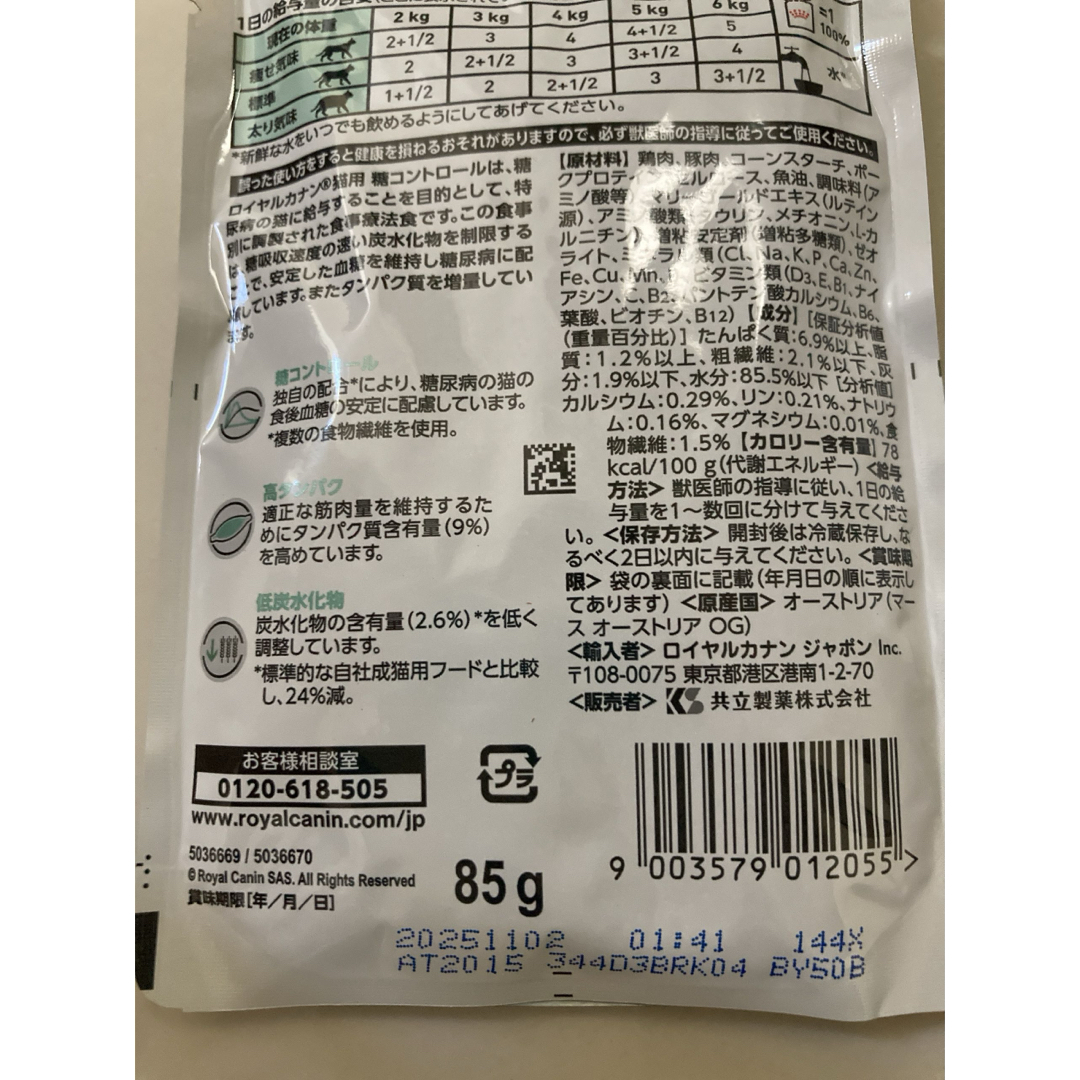 1日の給与量の目安
現在の体重 2 kg 3 kg 4 kg 5 kg 6 kg
痩せ気味 2+1/2 3 4 4+1/2 5
標準 2 2+1/2 3 3+1/2 4
太り気味 1+1/2 2 2+1/2 3 3+1/2
=1
100%
水*
*新鮮な水をいつでも飲めるようにしてあげてください。
誤った使い方をすると健康を損ねるおそれがありますので、必ず獣医師の指導に従ってご使用ください。
ロイヤルカナン®猫用 糖コントロールは、糖
尿病の猫に給与することを目的として、特
別に調製された食事療法食です。この食事
は、糖吸収速度の速い炭水化物を制限する
ことで、安定した血糖を維持し糖尿病に配
慮しています。またタンパク質を増量してい
ます。
糖コントロール
独自の配合*により、糖尿病の猫の
食後血糖の安定に配慮しています。
*複数の食物繊維を使用。
高タンパク
適正な筋肉量を維持するた
めにタンパク質含有量(9%)
を高めています。
低炭水化物
炭水化物の含有量(2.6%)*を低く
調整しています。
*標準的な自社成猫用フードと比較
し、24%減。
【原材料】鶏肉、豚肉、コーンスターチ、ポー
クプロテイン、セルロース、魚油、調味料(ア
ミノ酸等)、マリーゴールドエキス(ルテイン
源)、アミノ酸類(タウリン、メチオニン、L-カ
ルニチン)、増粘安定剤(増粘多糖類)、ゼオ
ライト、ミネラル類(Cl、Na、K、P、Ca、Zn、
Fe、Cu、Mn、I)、ビタミン類(D3、E、B1、ナイ
アシン、C、B2、パントテン酸カルシウム、B6、
葉酸、ビオチン、B12)【成分】[保証分析値
(重量百分比)]たんぱく質:6.9%以上、脂
質:1.2%以上、粗繊維:2.1%以下、灰
分:1.9%以下、水分:85.5%以下[分析値]
カルシウム:0.29%、リン:0.21%、ナトリウ
ム:0.16%、マグネシウム:0.01%、食
物繊維:1.5%【カロリー含有量】78
kcal/100 g(代謝エネルギー)<給与
方法> 獣医師の指導に従い、1日の給
与量を1〜数回に分けて与えてくださ
い。<保存方法> 開封後は冷蔵保存し、な
るべく2日以内に与えてください。<賞味期
限> 袋の裏面に記載(年月日の順に表示し
てあります)<原産国> オーストリア(マー
ス オーストリア OG)
<輸入者> ロイヤルカナン ジャポン Inc.
〒108-0075 東京都港区港南1-2-70
<販売者> KS 共立製薬株式会社
お客様相談室
0120-618-505
www.royalcanin.com/jp
プラ
5036669 / 5036670
© Royal Canin SAS. All Rights Reserved
賞味期限[年/月/日]
85 g
9 003579 012055 >
20251102 01:41 144X
AT2015 344D3BRK04 BY50B